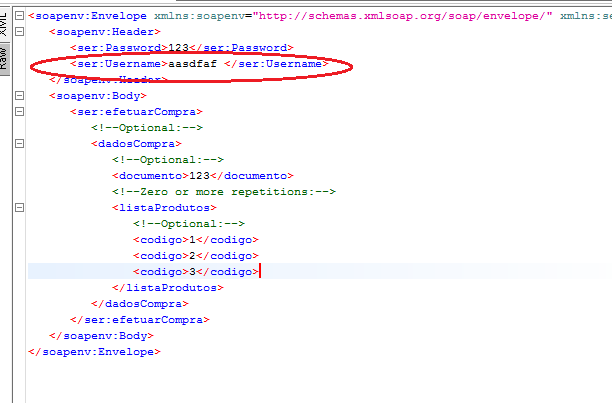 XML
Raw
<soapenv:Envelope xmlns:soapenv="http://schemas.xmlsoap.org/soap/envelope/" xmlns:se
<soapenv:Header>
<ser:Password>123</ser:Password>
<ser:Username>aasdfaf </ser:Username>
</soapenv:Header>
<soapenv:Body>
<ser:efetuarCompra>
<!--Optional:-->
<dadosCompra>
<!--Optional:-->
<documento>123</documento>
<!--Zero or more repetitions:-->
<listaProdutos>
<!--Optional:-->
<codigo>1</codigo>
<codigo>2</codigo>
<codigo>3</codigo>
</listaProdutos>
</dadosCompra>
</ser:efetuarCompra>
</soapenv:Body>
</soapenv:Envelope>